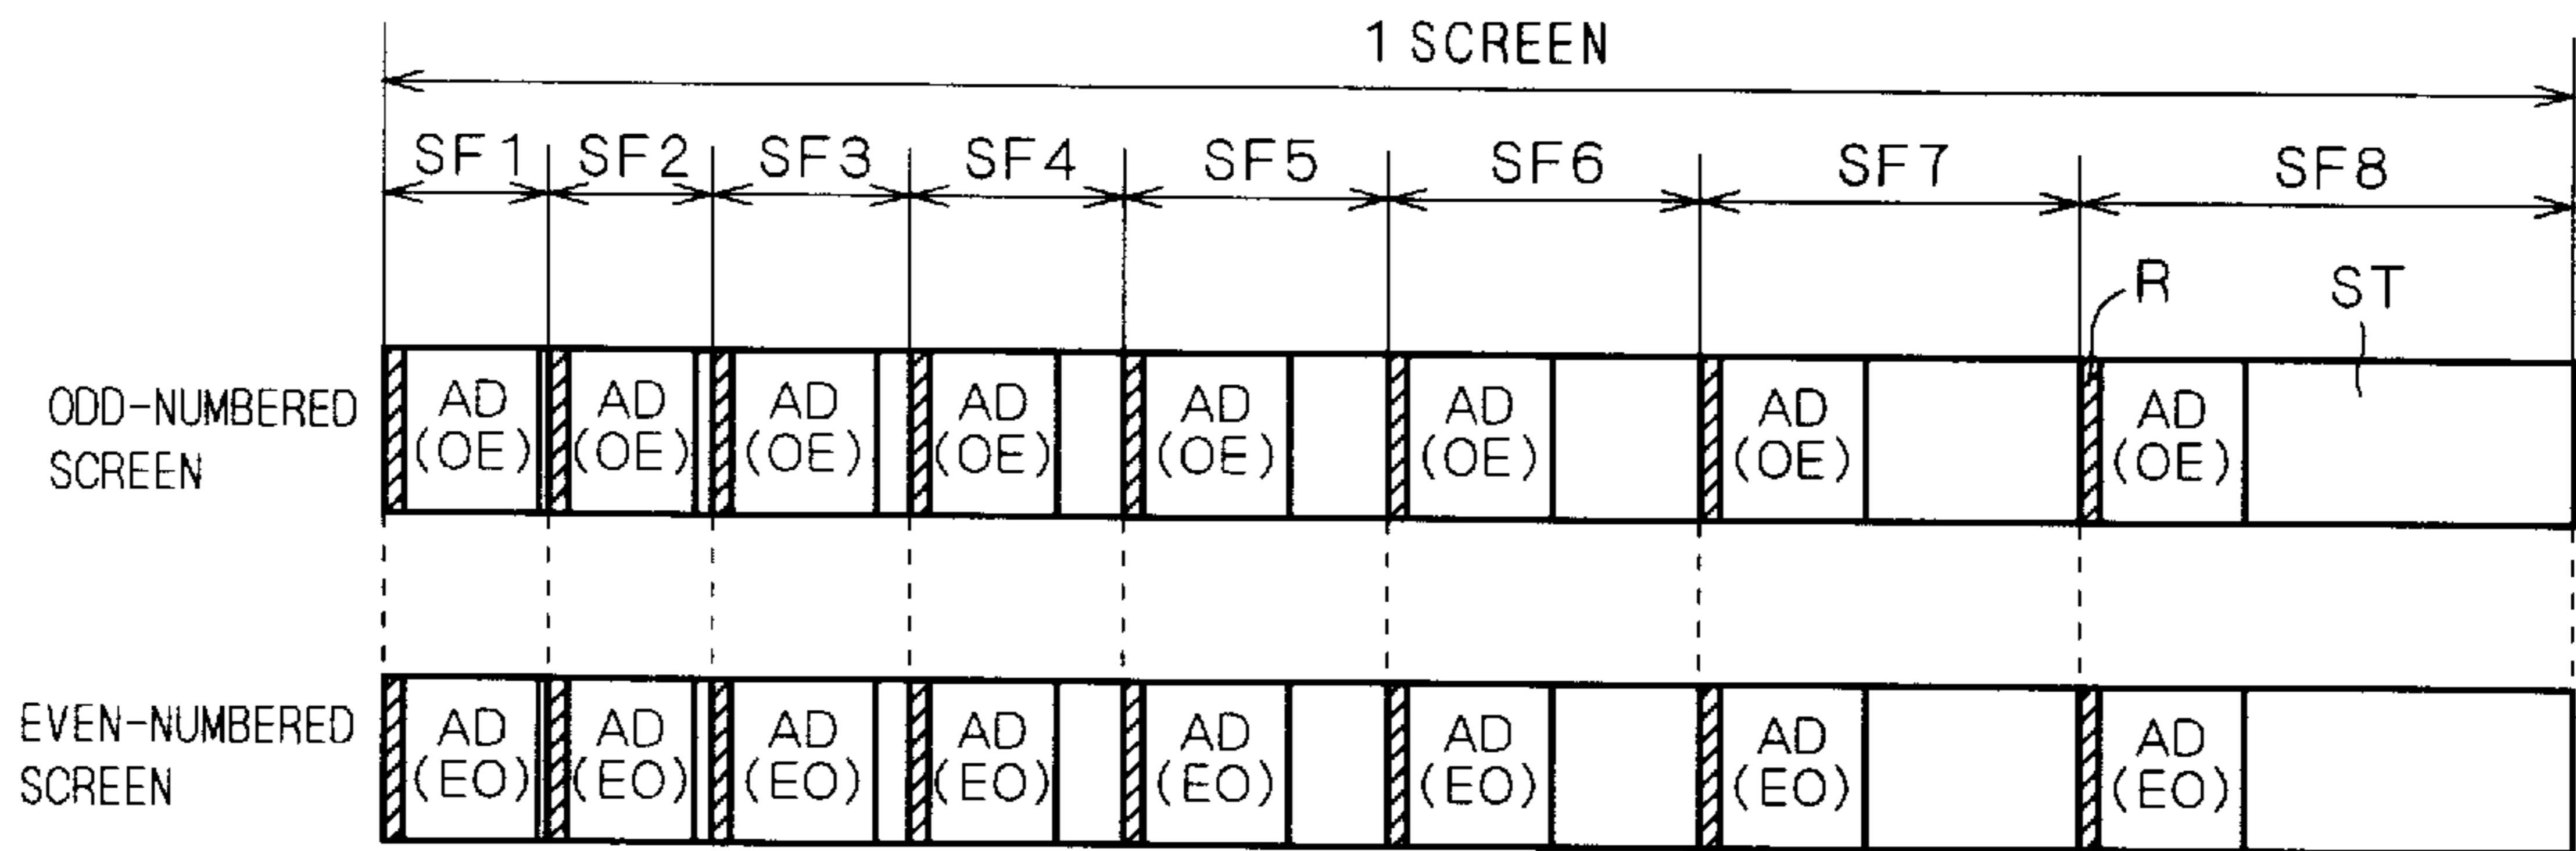 1 SCREEN
SF1 SF2 SF3 SF4 SF5 SF6 SF7 SF8
R ST
ODD-NUMBERED
SCREEN
AD AD AD AD AD AD AD AD
(OE) (OE) (OE) (OE) (OE) (OE) (OE) (OE)
EVEN-NUMBERED
SCREEN
AD AD AD AD AD AD AD AD
(EO) (EO) (EO) (EO) (EO) (EO) (EO) (EO)